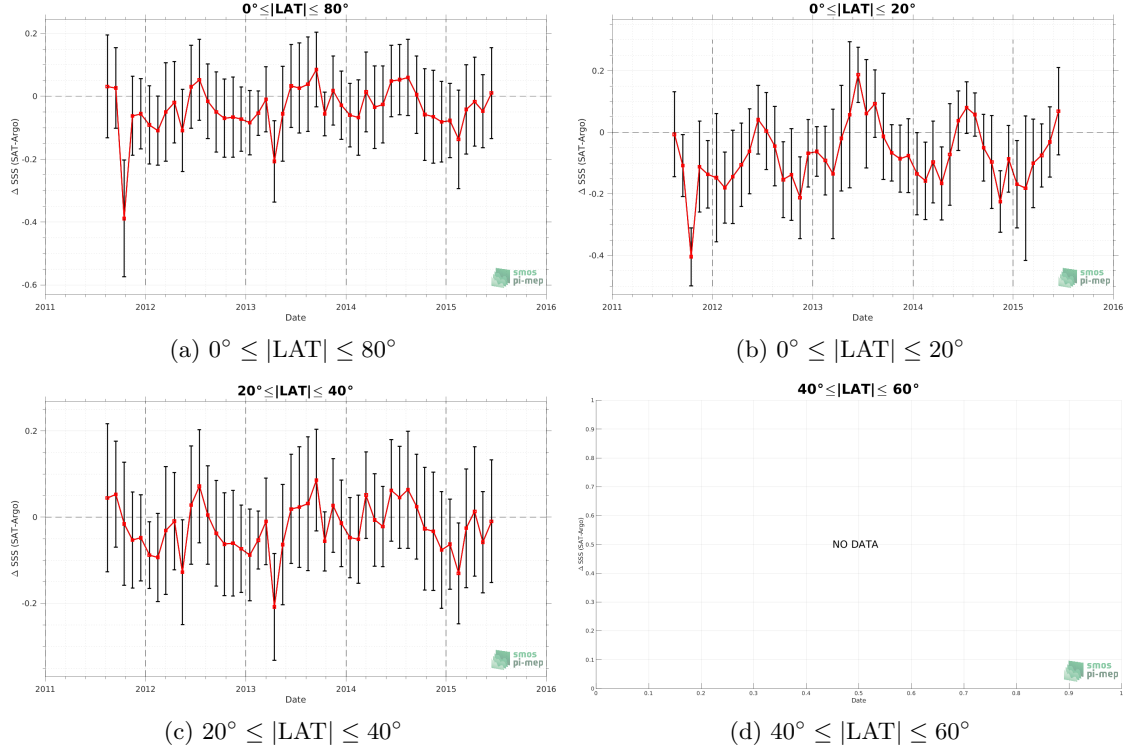 0°≤|LAT|≤ 80°
0.2
0
-0.2
-0.4
-0.6
Δ SSS (SAT-Argo)
2011 2012 2013 2014 2015 2016
Date
smos
pi-mep
(a) 0° ≤ |LAT| ≤ 80°
0°≤|LAT|≤ 20°
0.2
0
-0.2
-0.4
Δ SSS (SAT-Argo)
2011 2012 2013 2014 2015 2016
Date
smos
pi-mep
(b) 0° ≤ |LAT| ≤ 20°
20°≤|LAT|≤ 40°
0.2
0
-0.2
Δ SSS (SAT-Argo)
2011 2012 2013 2014 2015 2016
Date
smos
pi-mep
(c) 20° ≤ |LAT| ≤ 40°
40°≤|LAT|≤ 60°
1
0.9
0.8
0.7
0.6
0.5
0.4
0.3
0.2
0.1
0
Δ SSS (SAT-Argo)
NO DATA
0 0.1 0.2 0.3 0.4 0.5 0.6 0.7 0.8 0.9 1
Date
smos
pi-mep
(d) 40° ≤ |LAT| ≤ 60°